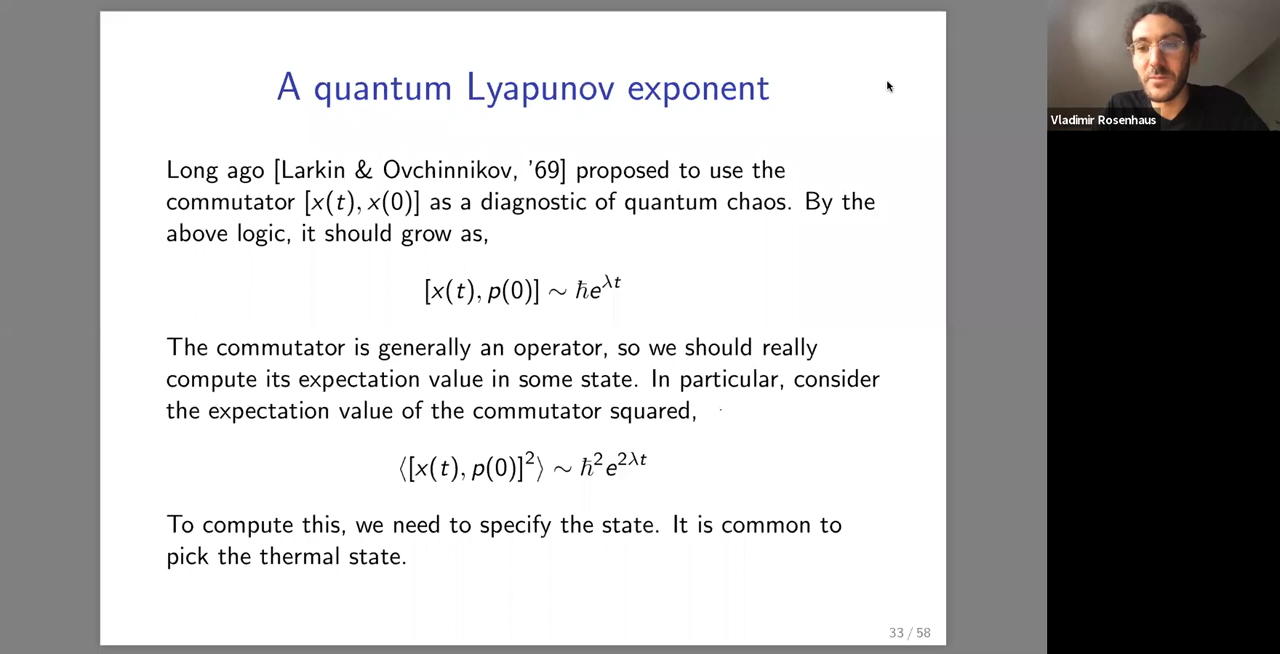 A quantum Lyapunov exponent
Long ago [Larkin & Ovchinnikov, '69] proposed to use the
commutator [x(t), x(0)] as a diagnostic of quantum chaos. By the
above logic, it should grow as,
[x(t), p(0)] ∼ ℏe^{λt}
The commutator is generally an operator, so we should really
compute its expectation value in some state. In particular, consider
the expectation value of the commutator squared,
⟨[x(t), p(0)]²⟩ ∼ ℏ²e^{2λt}
To compute this, we need to specify the state. It is common to
pick the thermal state.
33 / 58
Vladimir Rosenhaus